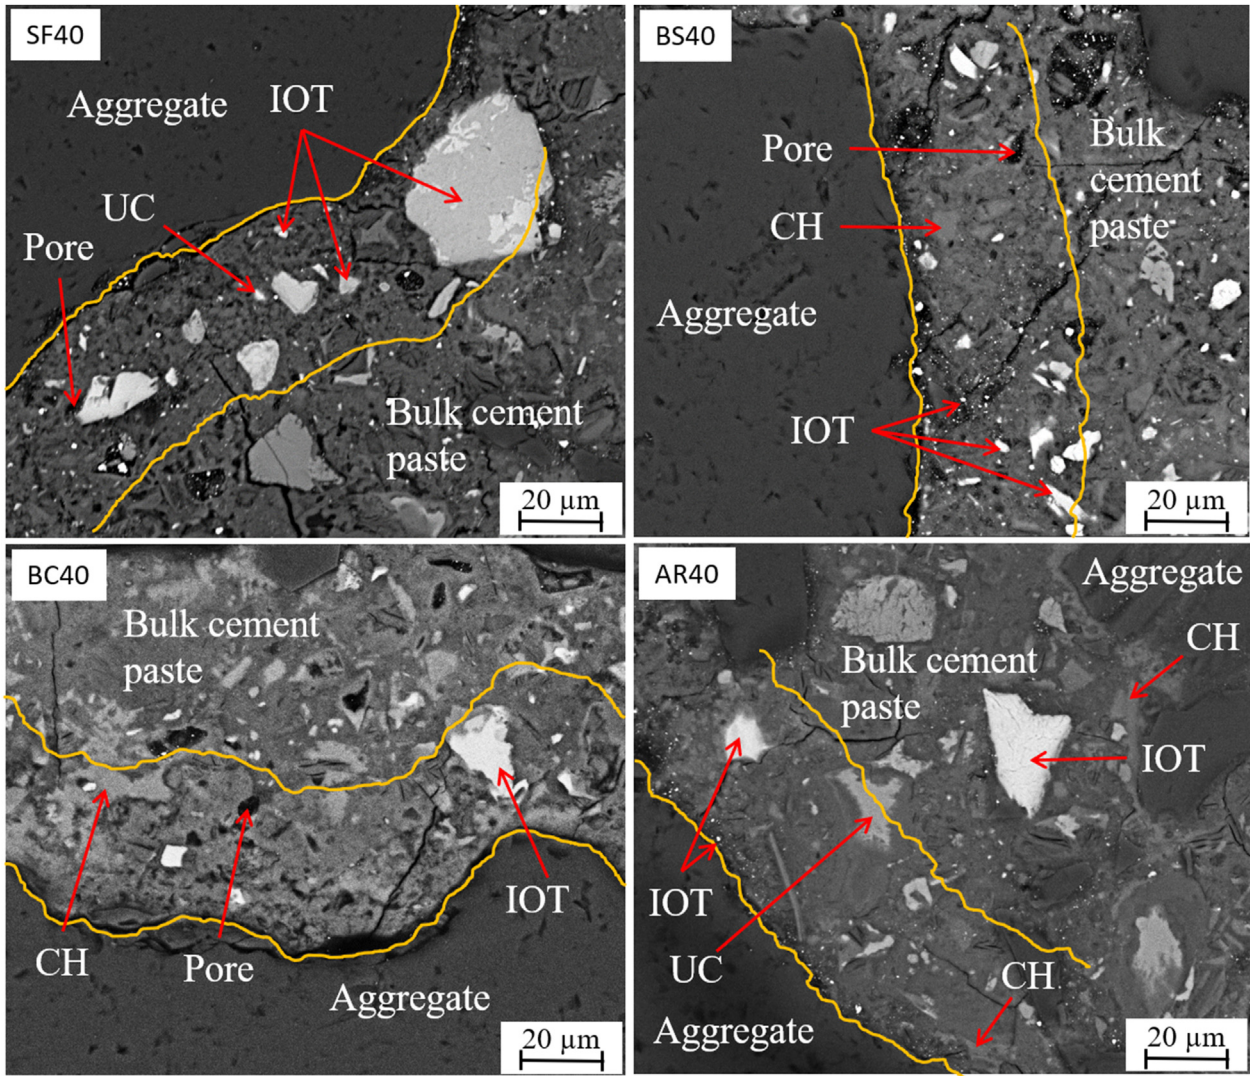 SF40
Aggregate
IOT
UC
Pore
Bulk cement
paste
20 µm
BS40
Pore
Bulk
cement
paste
CH
Aggregate
IOT
20 µm
BC40
Bulk cement
paste
IOT
CH
Pore
Aggregate
20 µm
AR40
Aggregate
CH
Bulk cement
paste
IOT
IOT
UC
CH
Aggregate
20 µm